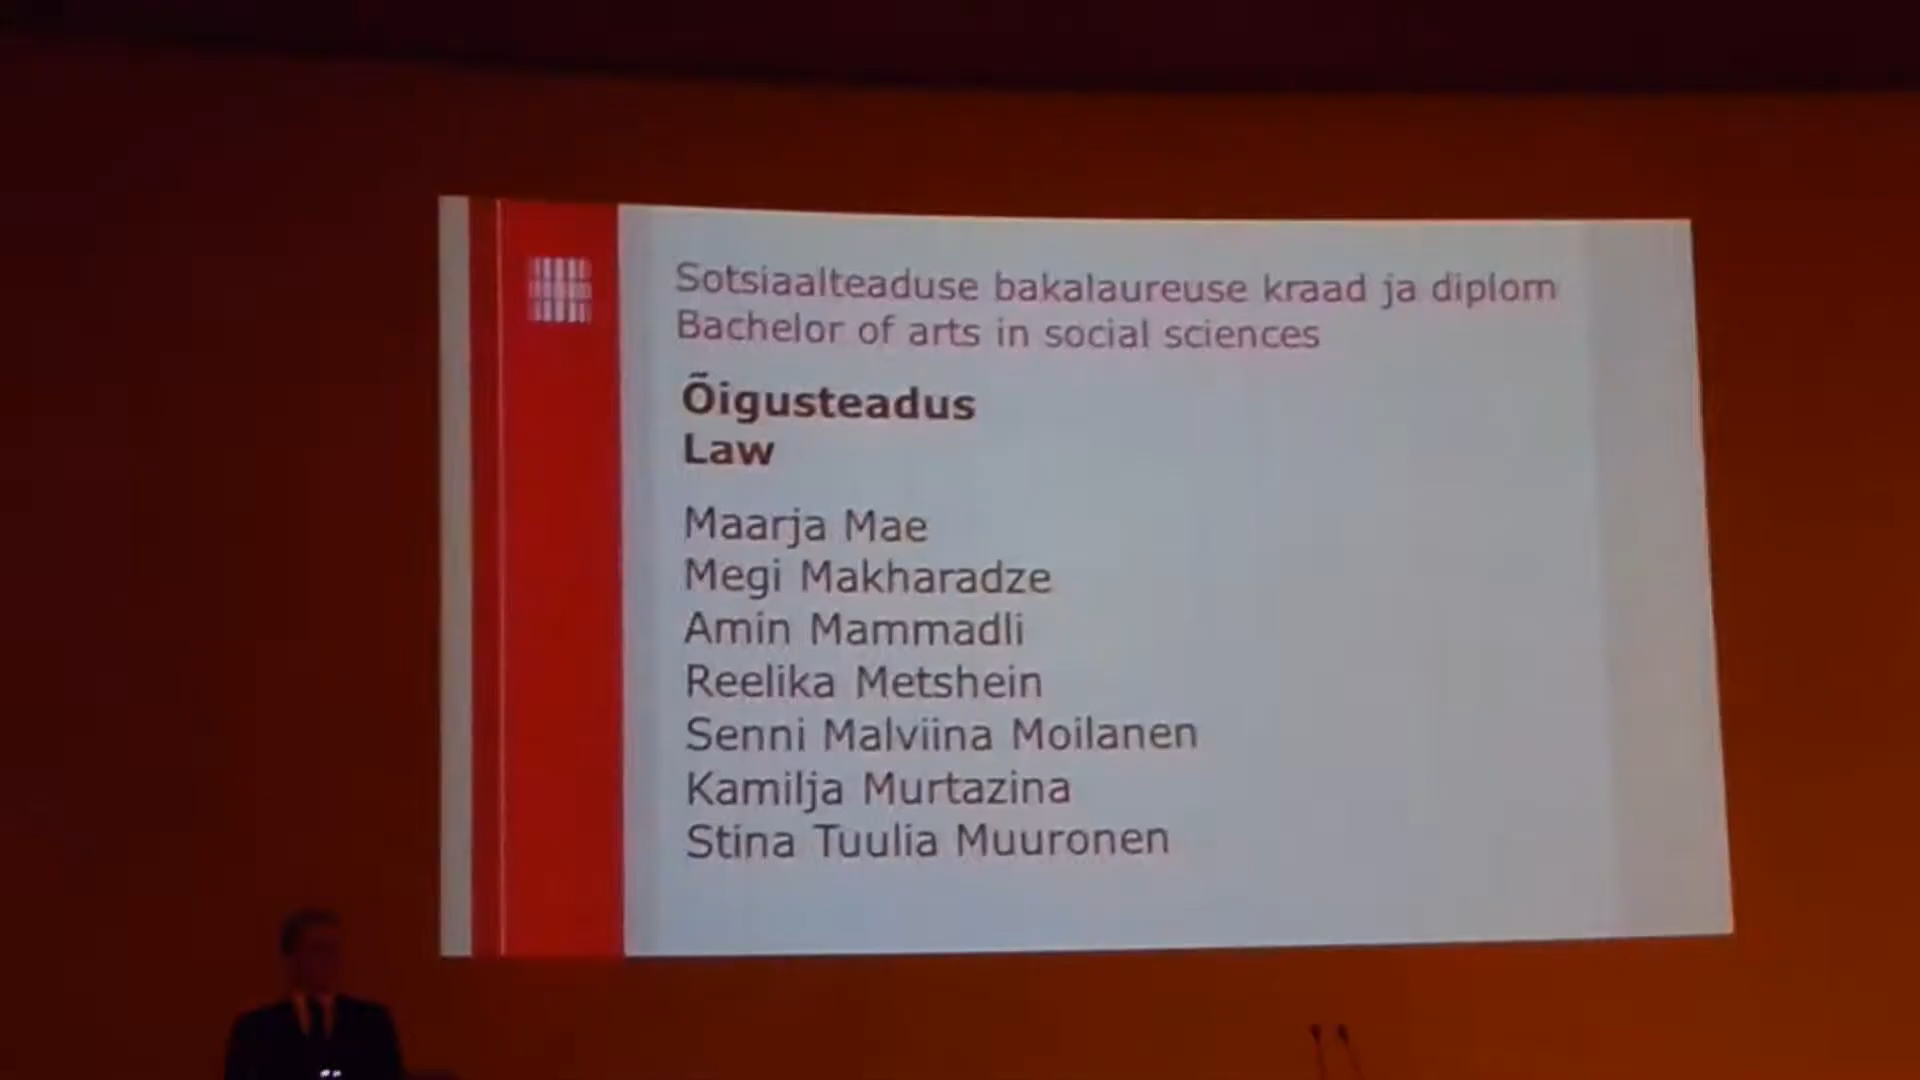 Sotsiaalteaduse bakalaureuse kraad ja diplom
Bachelor of arts in social sciences
Õigusteadus
Law
Maarja Mae
Megi Makharadze
Amin Mammadli
Reelika Metshein
Senni Malviina Moilanen
Kamilja Murtazina
Stina Tuulia Muuronen